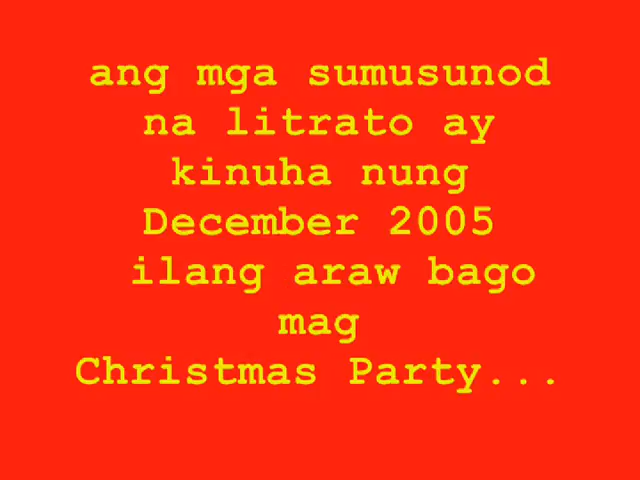 ang mga sumusunod
na litrato ay
kinuha nung
December 2005
ilang araw bago
mag
Christmas Party...